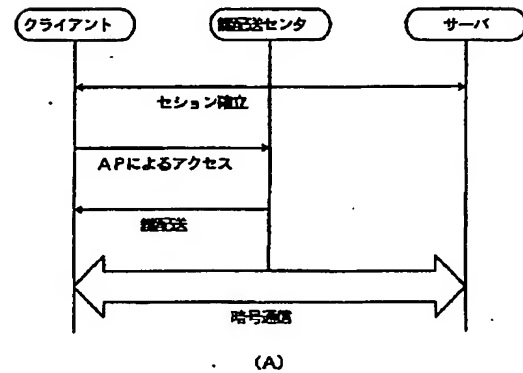 クライアント
鍵配送センタ
サーバ
セション確立
APによるアクセス
鍵配送
暗号通信
(A)